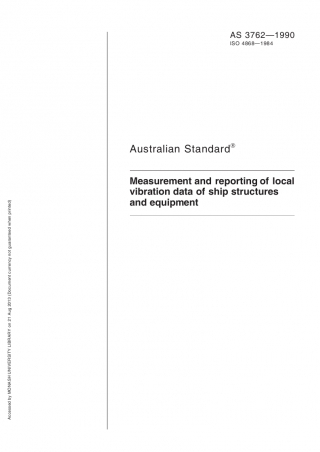 AS 3762—1990
ISO 4868—1984
Australian Standard®
Measurement and reporting of local
vibration data of ship structures
and equipment
Accessed by MONASH UNIVERSITY LIBRARY on 21 Aug 2013 (Document currency not guaranteed when printed)